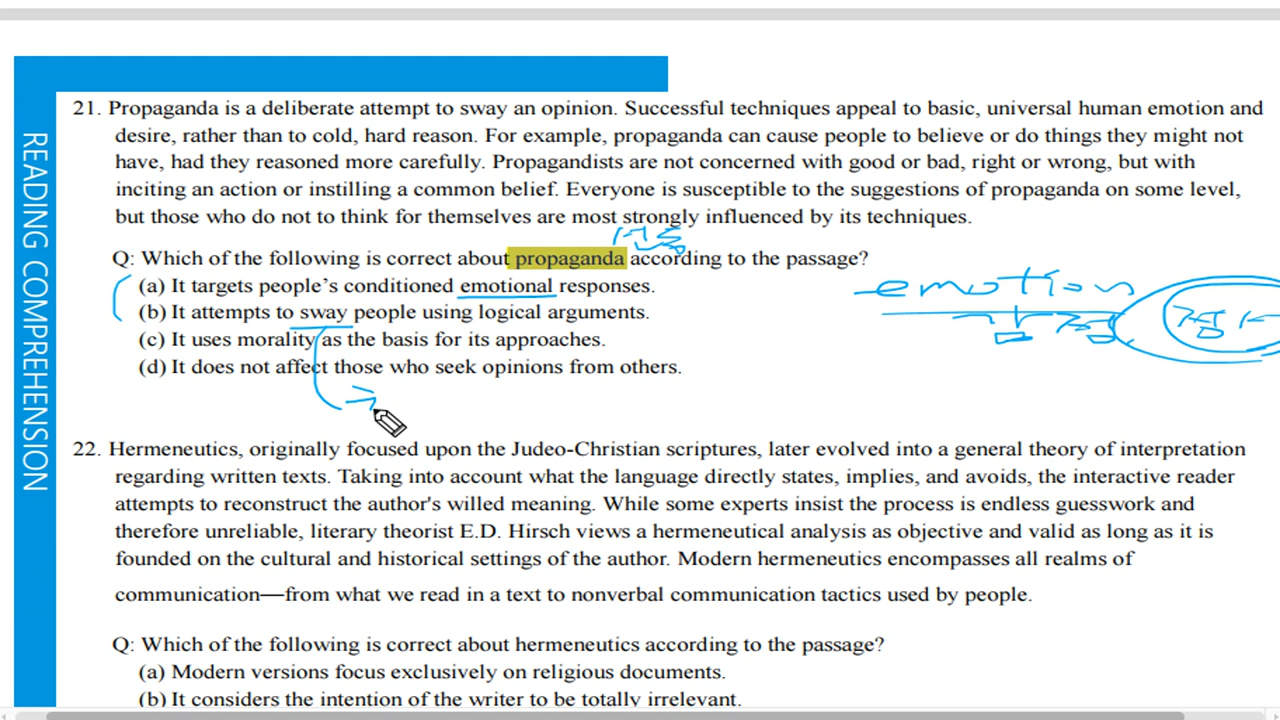 READING COMPREHENSION
21. Propaganda is a deliberate attempt to sway an opinion. Successful techniques appeal to basic, universal human emotion and
desire, rather than to cold, hard reason. For example, propaganda can cause people to believe or do things they might not
have, had they reasoned more carefully. Propagandists are not concerned with good or bad, right or wrong, but with
inciting an action or instilling a common belief. Everyone is susceptible to the suggestions of propaganda on some level,
but those who do not to think for themselves are most strongly influenced by its techniques.
Q: Which of the following is correct about propaganda according to the passage?
(a) It targets people's conditioned emotional responses.
(b) It attempts to sway people using logical arguments.
(c) It uses morality as the basis for its approaches.
(d) It does not affect those who seek opinions from others.
emotion
22. Hermeneutics, originally focused upon the Judeo-Christian scriptures, later evolved into a general theory of interpretation
regarding written texts. Taking into account what the language directly states, implies, and avoids, the interactive reader
attempts to reconstruct the author's willed meaning. While some experts insist the process is endless guesswork and
therefore unreliable, literary theorist E.D. Hirsch views a hermeneutical analysis as objective and valid as long as it is
founded on the cultural and historical settings of the author. Modern hermeneutics encompasses all realms of
communication—from what we read in a text to nonverbal communication tactics used by people.
Q: Which of the following is correct about hermeneutics according to the passage?
(a) Modern versions focus exclusively on religious documents.
(b) It considers the intention of the writer to be totally irrelevant.